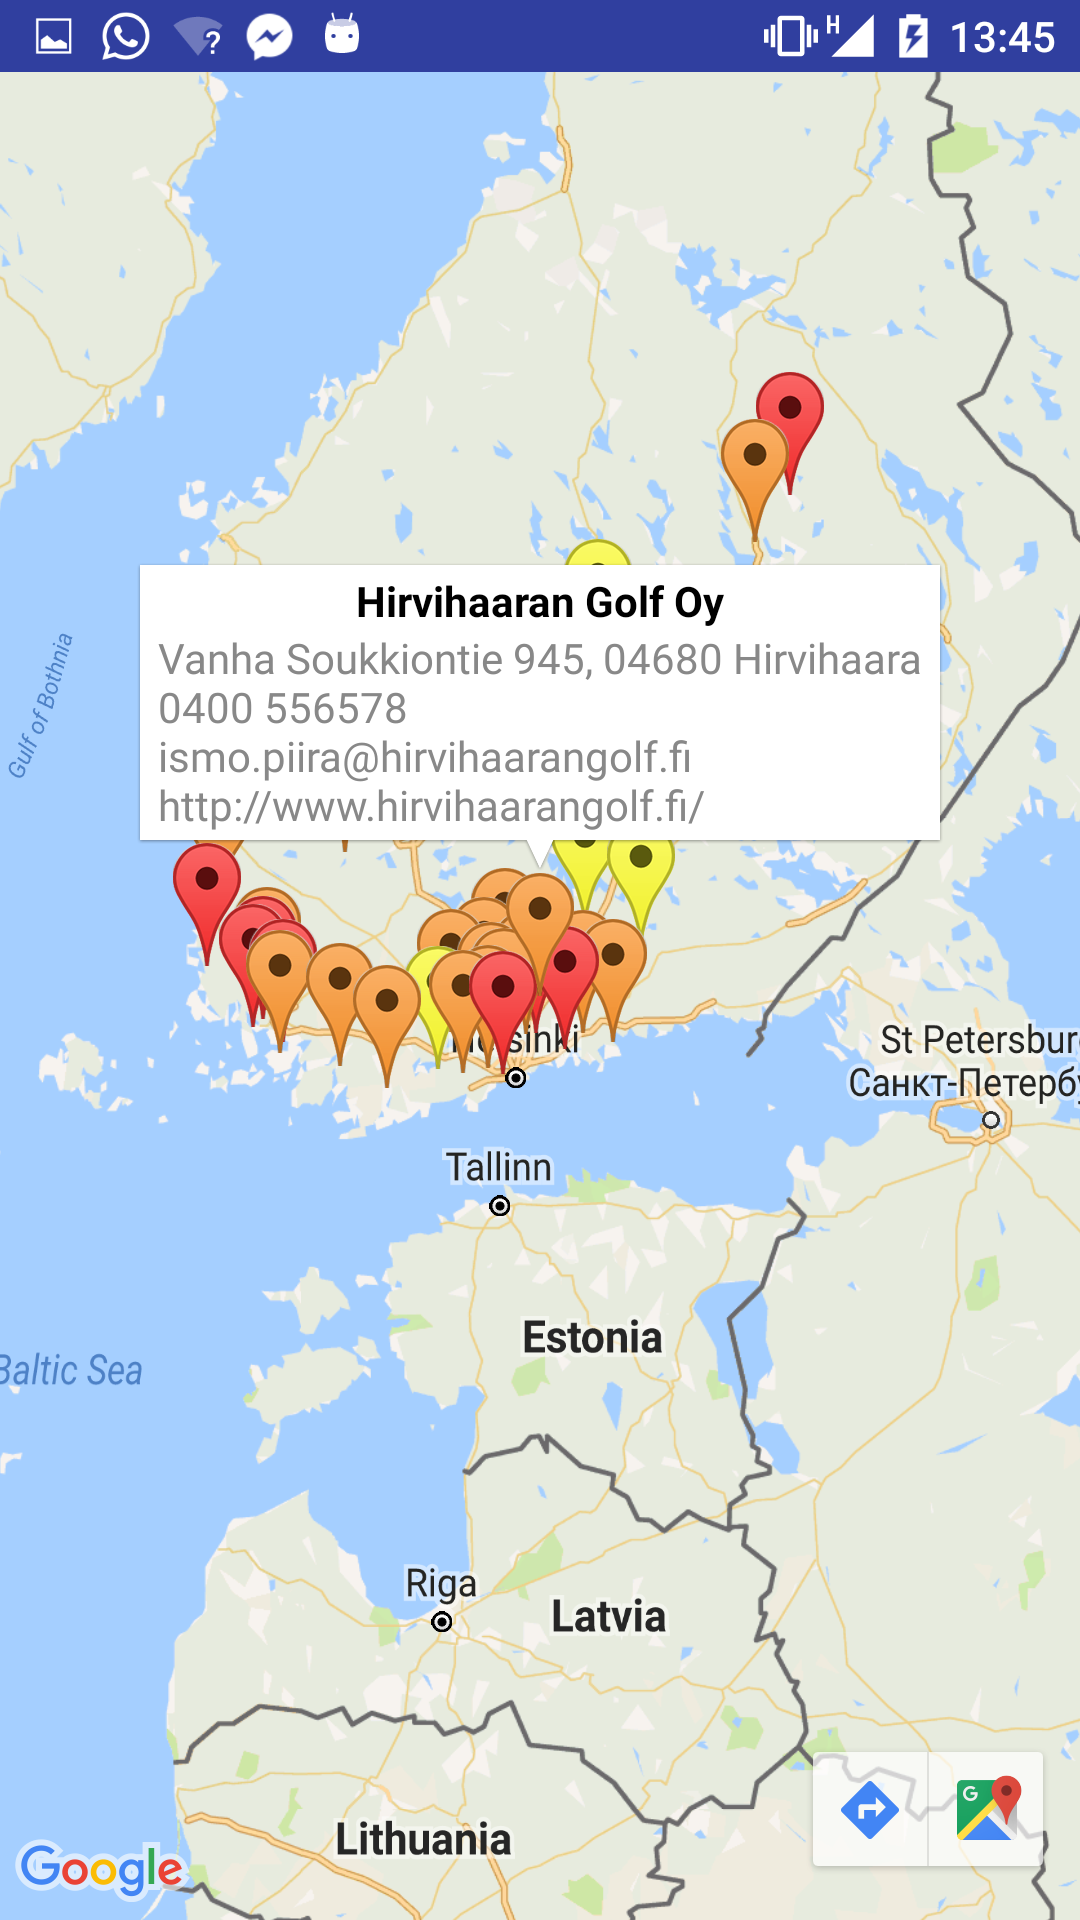 H
13:45
Hirvihaaran Golf Oy
Vanha Soukkiontie 945, 04680 Hirvihaara
0400 556578
ismo.piira@hirvihaarangolf.fi
http://www.hirvihaarangolf.fi/
Gulf of Bothnia
St Petersbur
Санкт-Петербу
Tallinn
Estonia
Baltic Sea
Riga
Latvia
Lithuania
G
Google